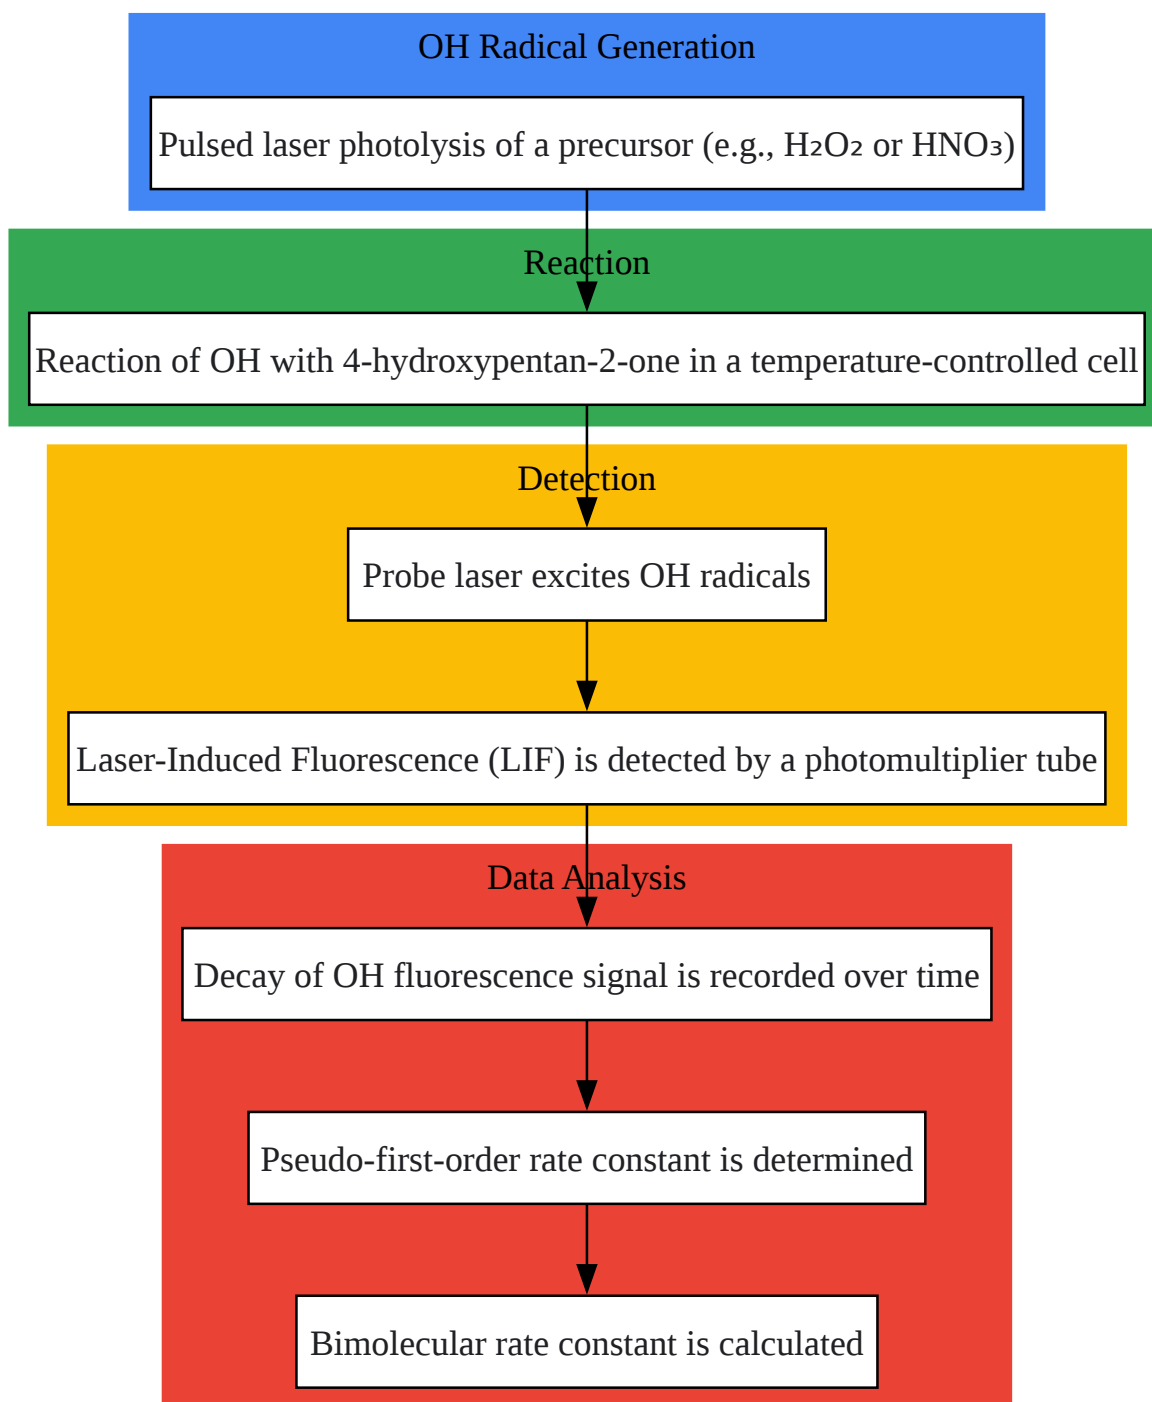 OH Radical Generation
Pulsed laser photolysis of a precursor (e.g., H₂O₂ or HNO₃)
Reaction
Reaction of OH with 4-hydroxypentan-2-one in a temperature-controlled cell
Detection
Probe laser excites OH radicals
Laser-Induced Fluorescence (LIF) is detected by a photomultiplier tube
Data Analysis
Decay of OH fluorescence signal is recorded over time
Pseudo-first-order rate constant is determined
Bimolecular rate constant is calculated